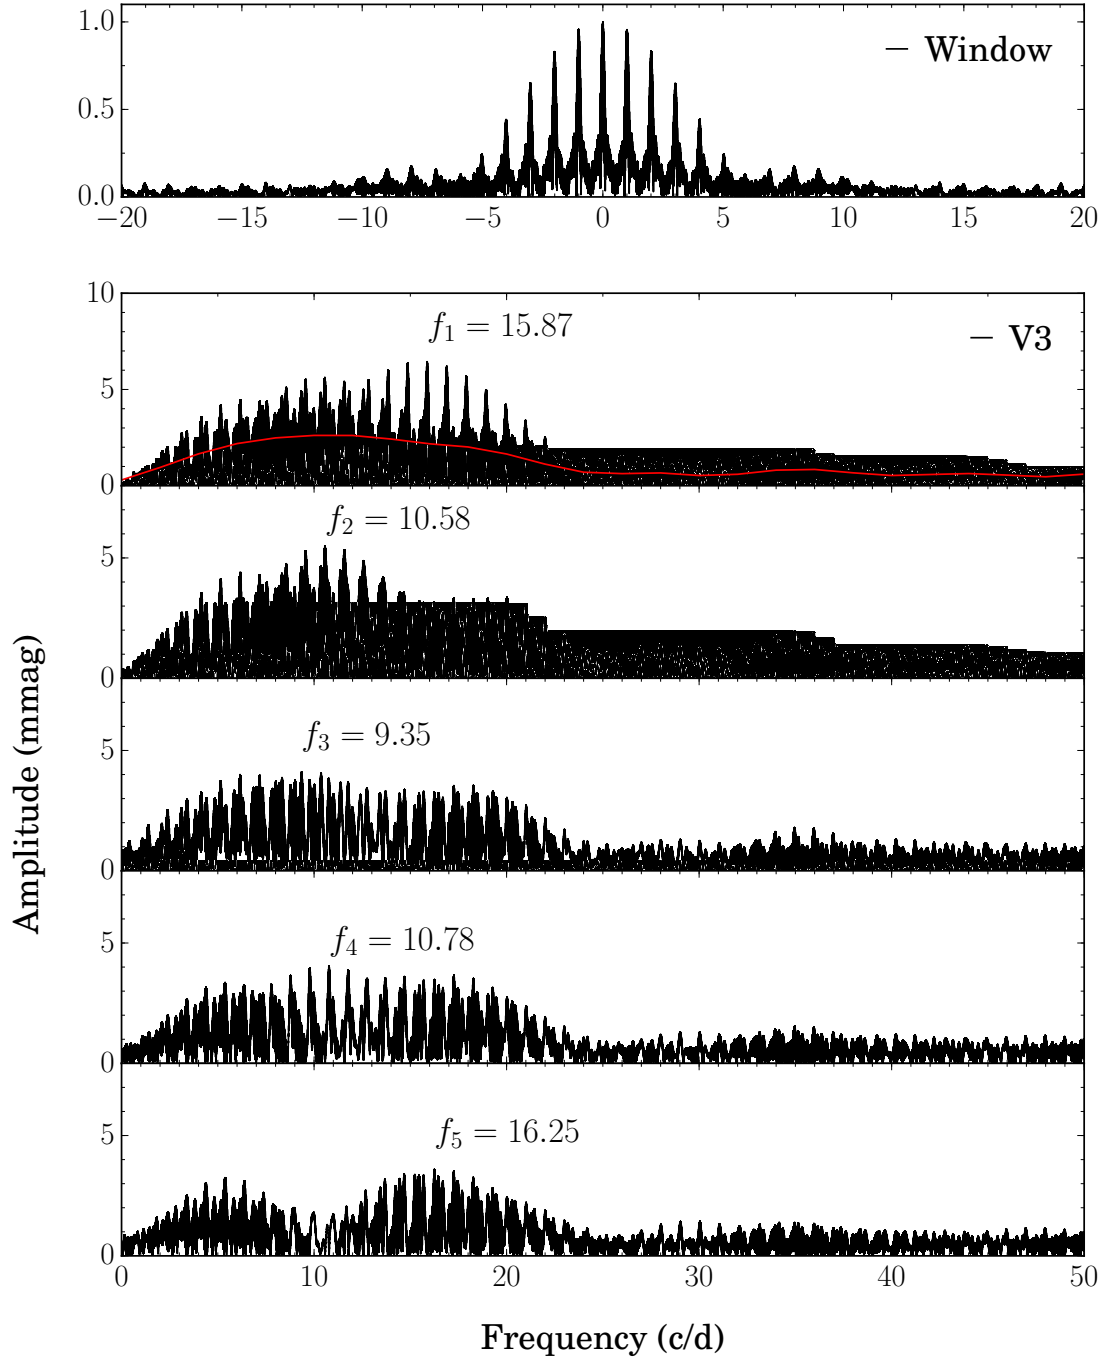 1.0
− Window
0.5
0.0
−20 −15 −10 −5 0 5 10 15 20
10
f₁ = 15.87
− V3
5
0
f₂ = 10.58
5
0
f₃ = 9.35
5
0
f₄ = 10.78
5
0
f₅ = 16.25
5
0
0 10 20 30 40 50
Amplitude (mmag)
Frequency (c/d)